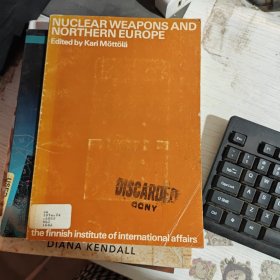 NUCLEAR WEAPONS AND
NORTHERN EUROPE
Edited by Kari Möttölä
DISCARDED
CCNY
the finnish institute of international affairs
DIANA KENDALL